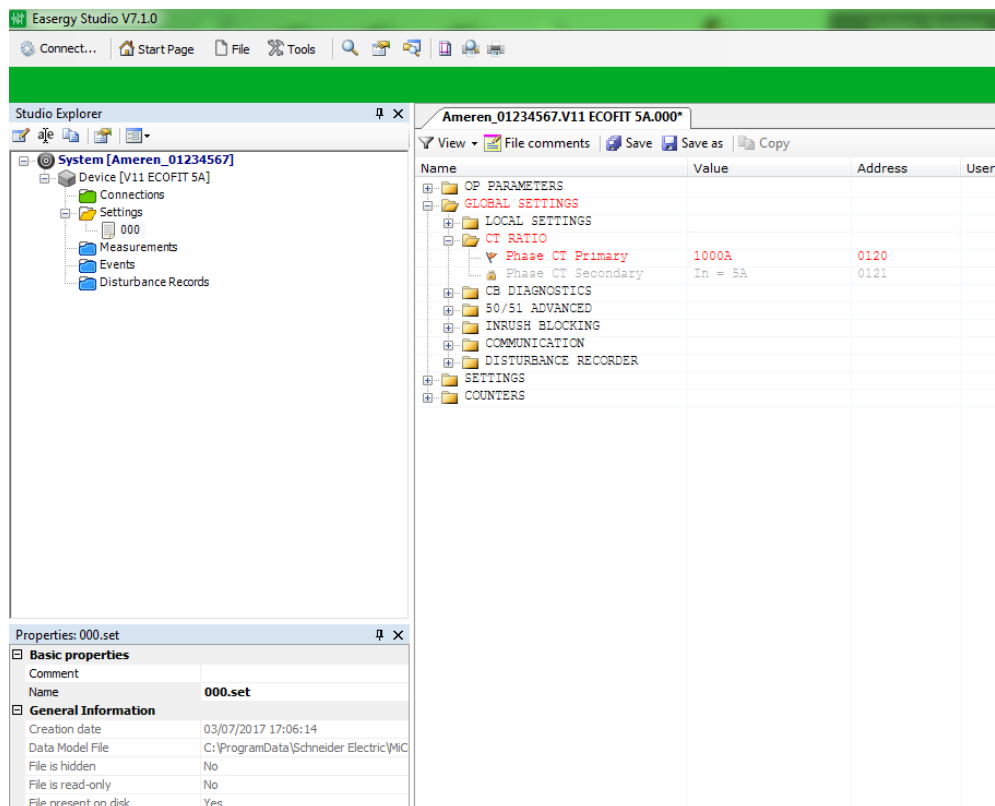 Easergy Studio V7.1.0
Connect... Start Page File Tools
Studio Explorer
System [Ameren_01234567]
Device [V11 ECOFIT 5A]
Connections
Settings
000
Measurements
Events
Disturbance Records
Ameren_01234567.V11 ECOFIT 5A.000*
View File comments Save Save as Copy
Name Value Address User
OP PARAMETERS
GLOBAL SETTINGS
LOCAL SETTINGS
CT RATIO
Phase CT Primary 1000A 0120
Phase CT Secondary In = 5A 0121
CB DIAGNOSTICS
50/51 ADVANCED
INRUSH BLOCKING
COMMUNICATION
DISTURBANCE RECORDER
SETTINGS
COUNTERS
Properties: 000.set
Basic properties
Comment
Name 000.set
General Information
Creation date 03/07/2017 17:06:14
Data Model File C:\ProgramData\Schneider Electric\MiC
File is hidden No
File is read-only No
File present on disk Yes